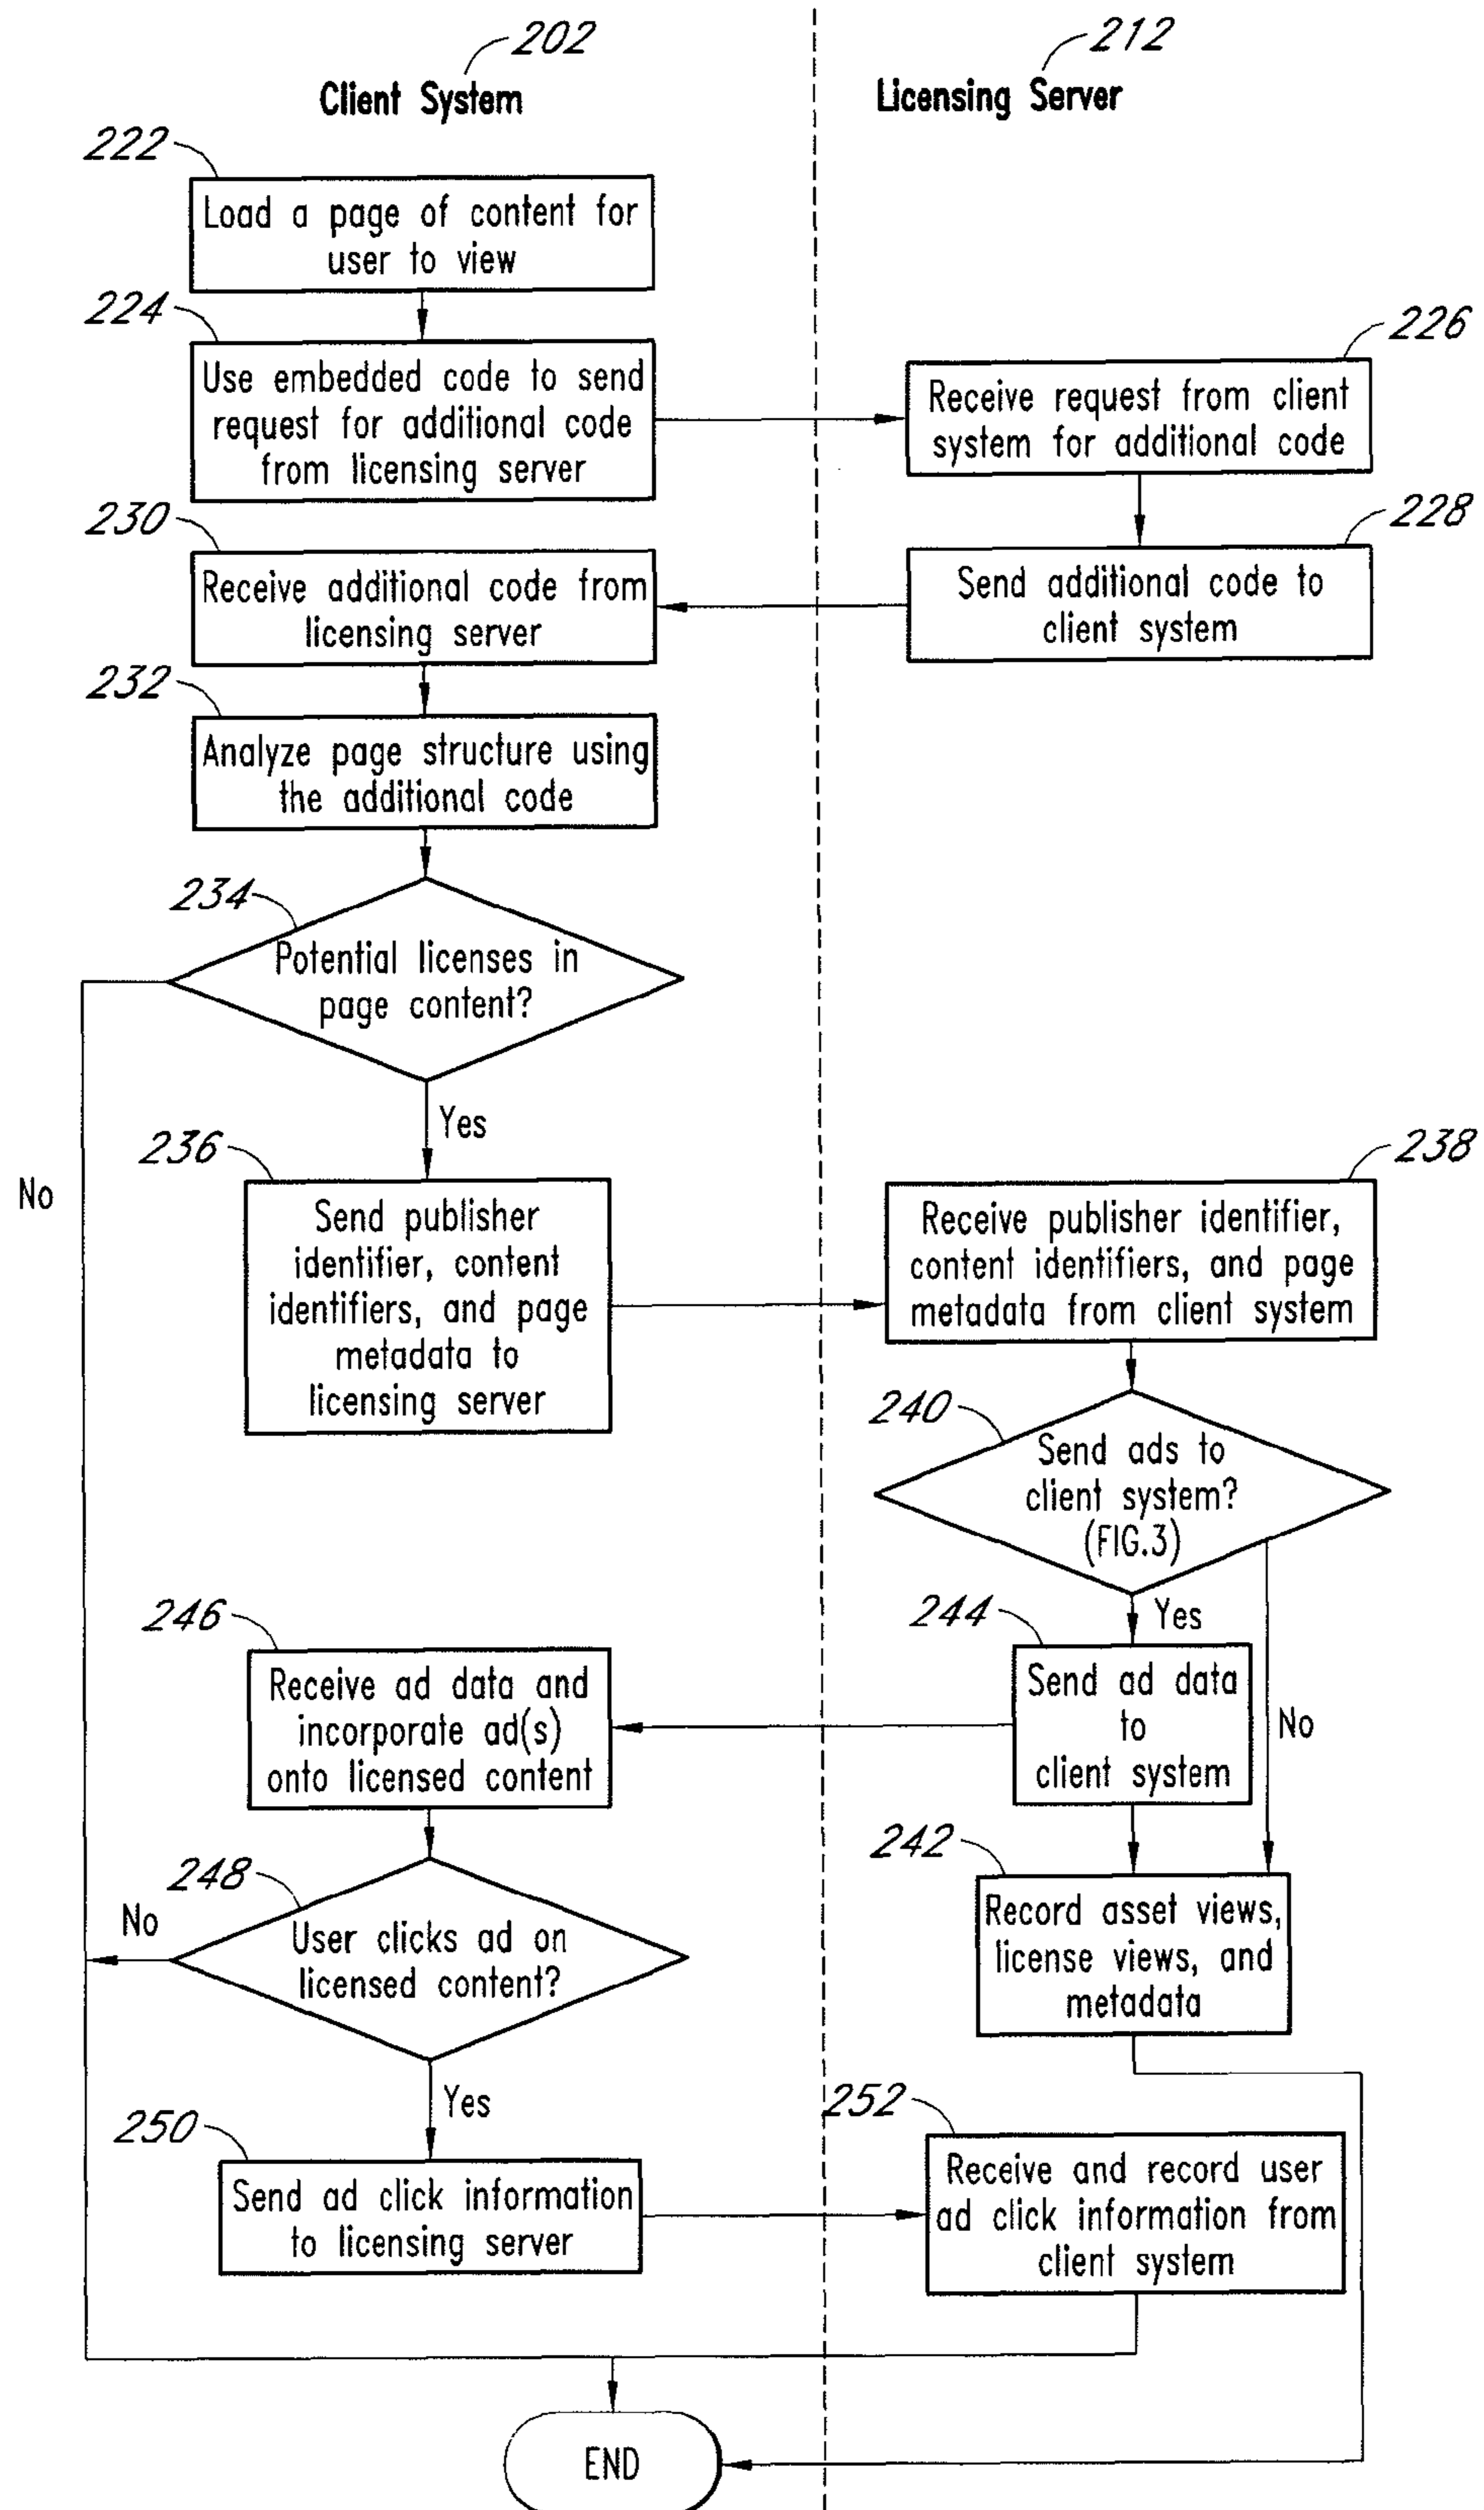 202
212
Client System
Licensing Server
222
Load a page of content for
user to view
224
Use embedded code to send
request for additional code
from licensing server
226
Receive request from client
system for additional code
230
Receive additional code from
licensing server
228
Send additional code to
client system
232
Analyze page structure using
the additional code
234
Potential licenses in
page content?
Yes
No
236
Send publisher
identifier, content
identifiers, and page
metadata to
licensing server
238
Receive publisher identifier,
content identifiers, and page
metadata from client system
240
Send ads to
client system?
(FIG.3)
Yes
No
244
Send ad data
to
client system
246
Receive ad data and
incorporate ad(s)
onto licensed content
242
Record asset views,
license views, and
metadata
248
User clicks ad on
licensed content?
No
Yes
250
Send ad click information
to licensing server
252
Receive and record user
ad click information from
client system
END